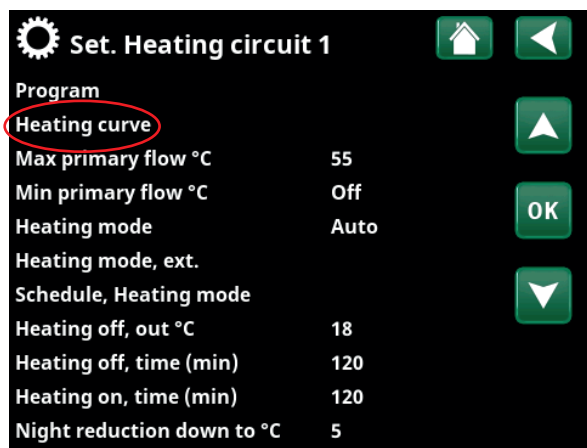 Set. Heating circuit 1
Program
Heating curve
Max primary flow °C 55
Min primary flow °C Off
Heating mode Auto
OK
Heating mode, ext.
Schedule, Heating mode
Heating off, out °C 18
Heating off, time (min) 120
Heating on, time (min) 120
Night reduction down to °C 5